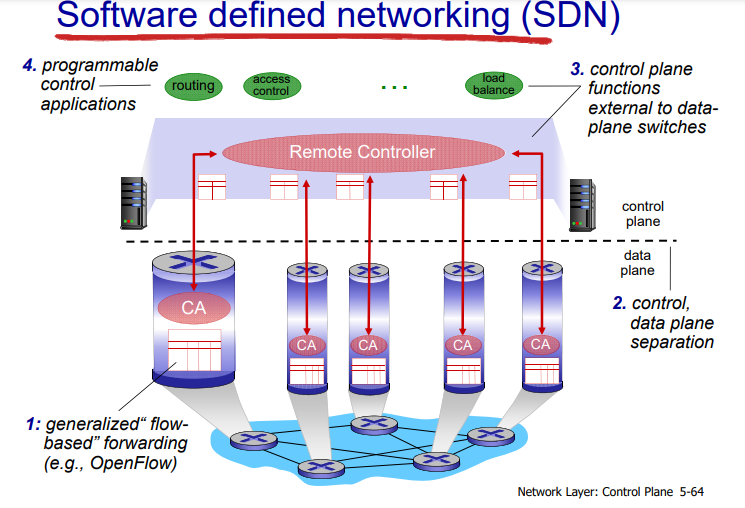 Software defined networking (SDN)
4. programmable
control
applications
routing
access
control
...
load
balance
3. control plane
functions
external to data-
plane switches
Remote Controller
control
plane
data
plane
CA
CA
CA
CA
CA
2. control,
data plane
separation
1: generalized“ flow-
based” forwarding
(e.g., OpenFlow)
Network Layer: Control Plane 5-64